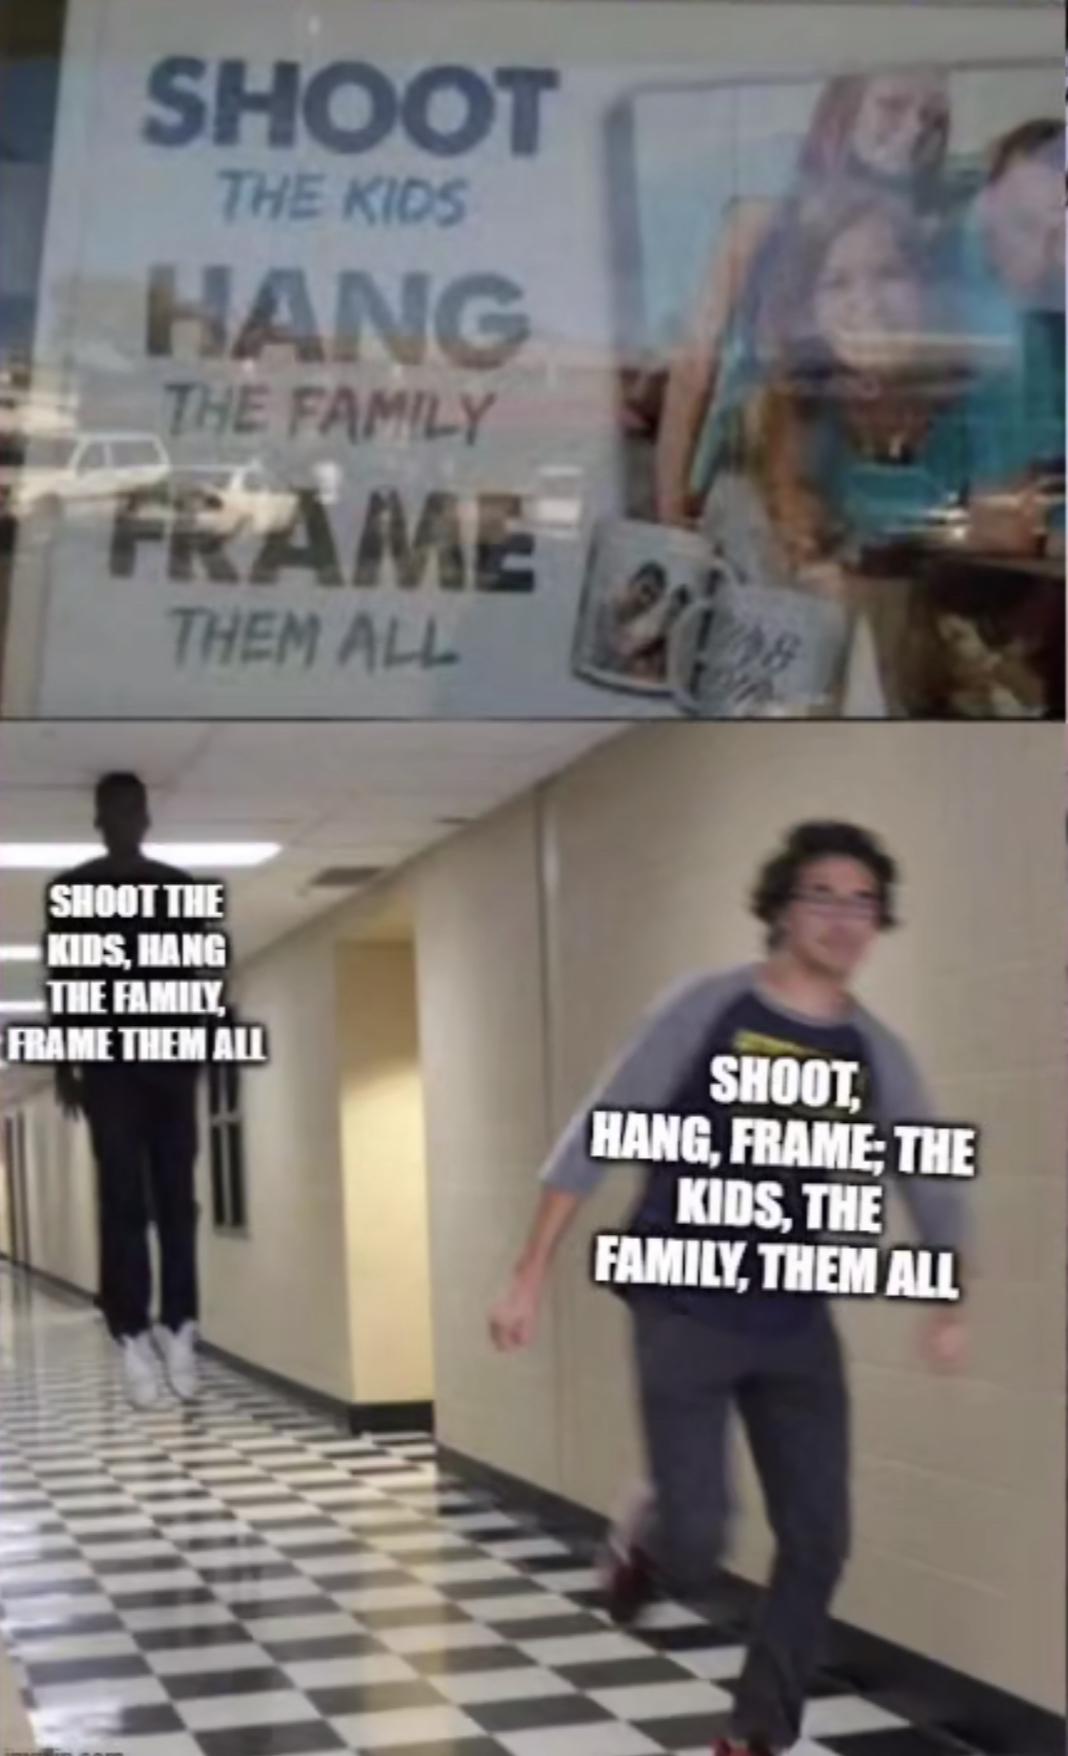 SHOOT
THE KIDS
HANG
THE FAMILY
FRAME
THEM ALL
SHOOT THE
KIDS, HANG
THE FAMILY,
FRAME THEM ALL
SHOOT,
HANG, FRAME; THE
KIDS, THE
FAMILY, THEM ALL